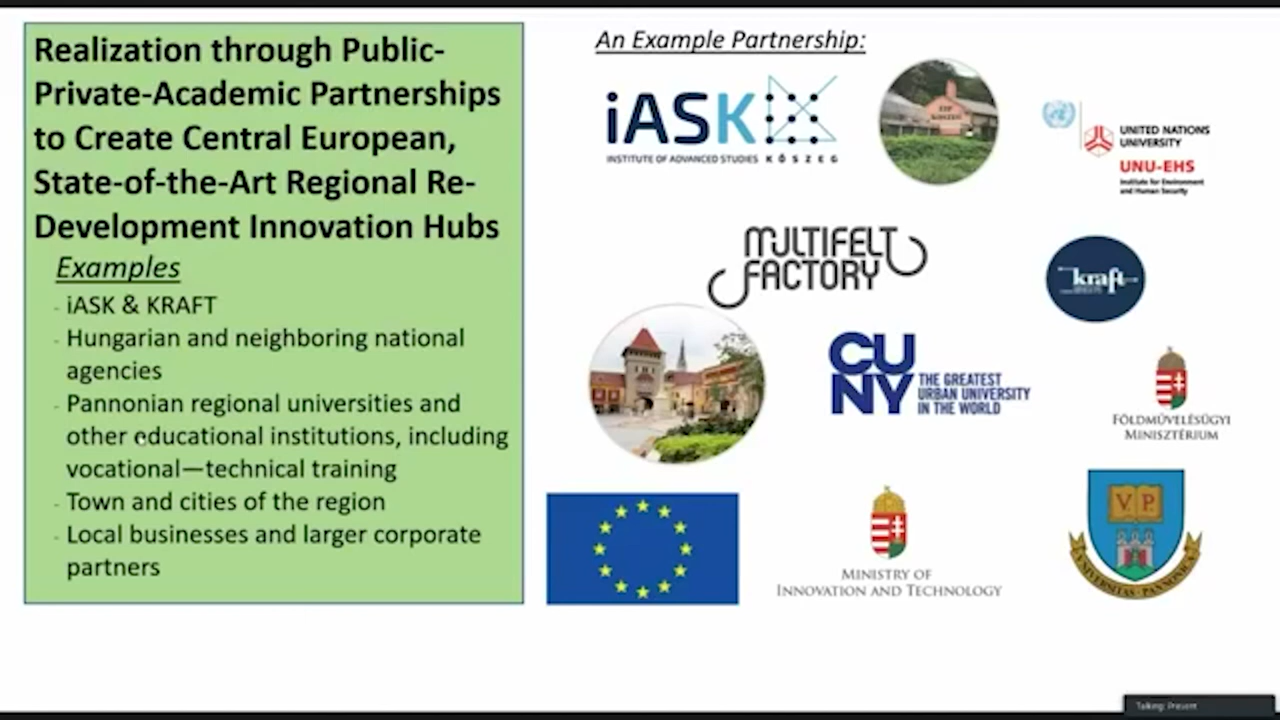 Realization through Public-
Private-Academic Partnerships
to Create Central European,
State-of-the-Art Regional Re-
Development Innovation Hubs
Examples
- iASK & KRAFT
- Hungarian and neighboring national
agencies
- Pannonian regional universities and
other educational institutions, including
vocational—technical training
- Town and cities of the region
- Local businesses and larger corporate
partners
An Example Partnership:
iASK
INSTITUTE OF ADVANCED STUDIES KŐSZEG
UNITED NATIONS
UNIVERSITY
UNU-EHS
Institute for Environment
and Human Security
MULTIFELT
FACTORY
kraft
CU
NY
THE GREATEST
URBAN UNIVERSITY
IN THE WORLD
FÖLDMŰVELÉSÜGYI
MINISZTÉRIUM
MINISTRY OF
INNOVATION AND TECHNOLOGY
V. P.
UNIVERSITAS · PANNONICA
Talking: Present